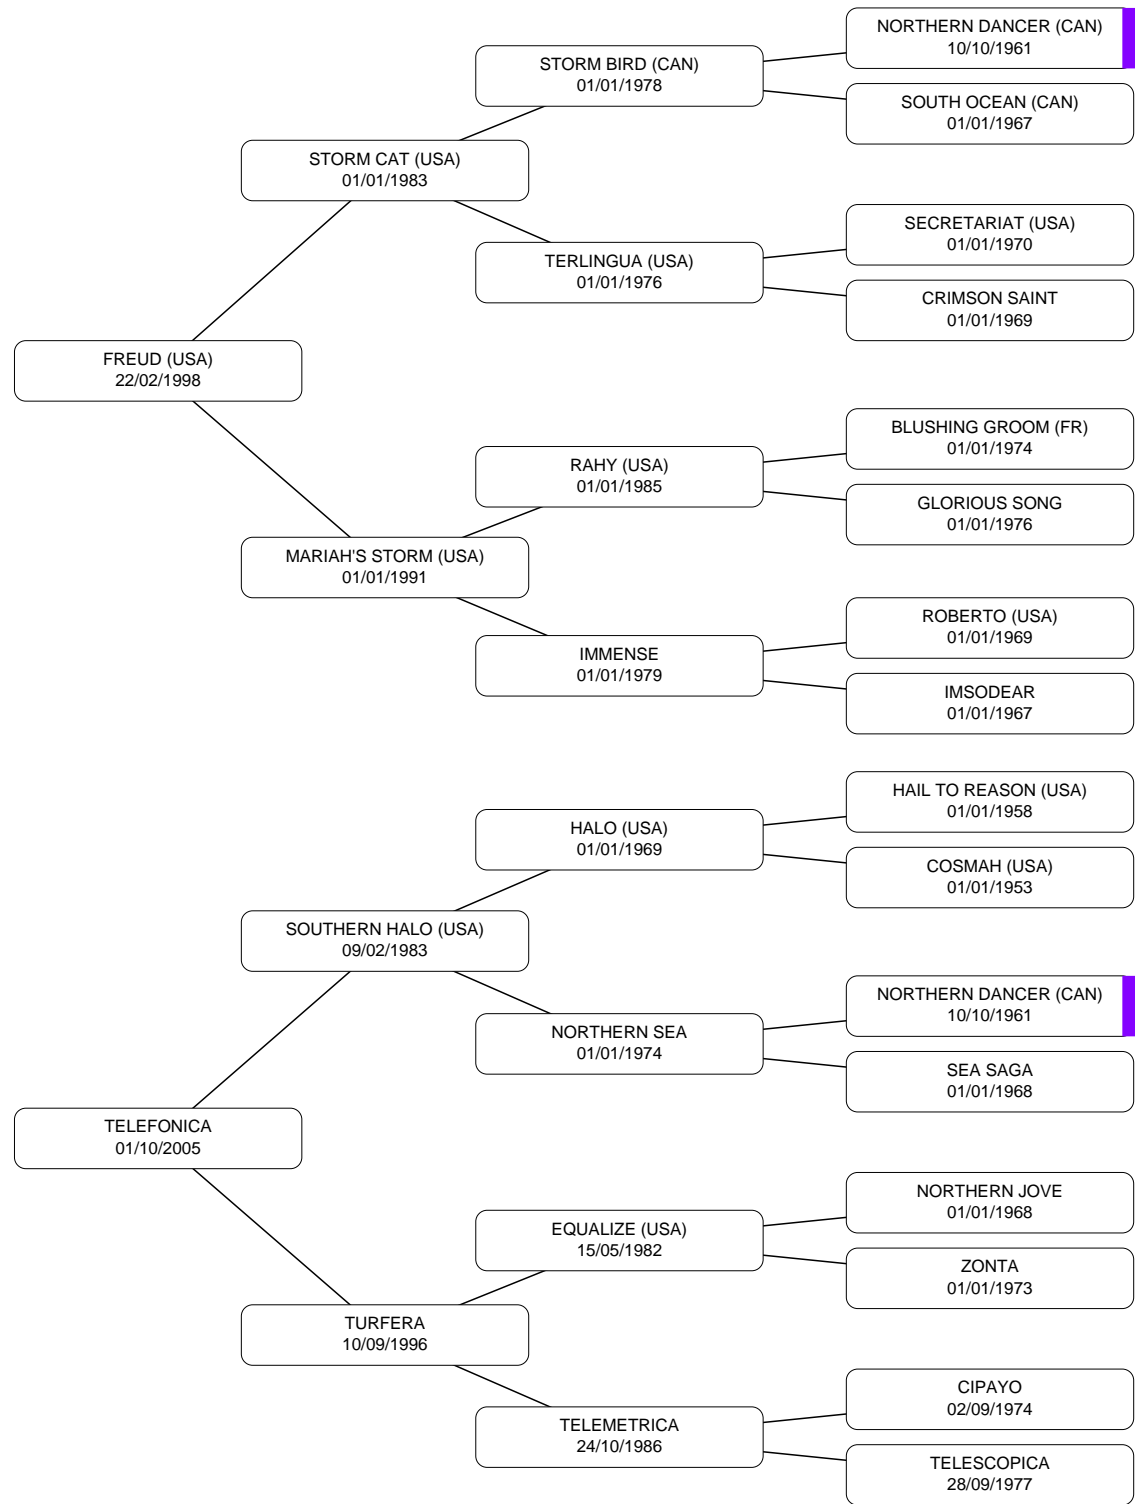 NORTHERN DANCER (CAN)
10/10/1961
STORM BIRD (CAN)
01/01/1978
SOUTH OCEAN (CAN)
01/01/1967
STORM CAT (USA)
01/01/1983
SECRETARIAT (USA)
01/01/1970
TERLINGUA (USA)
01/01/1976
CRIMSON SAINT
01/01/1969
FREUD (USA)
22/02/1998
BLUSHING GROOM (FR)
01/01/1974
RAHY (USA)
01/01/1985
GLORIOUS SONG
01/01/1976
MARIAH'S STORM (USA)
01/01/1991
ROBERTO (USA)
01/01/1969
IMMENSE
01/01/1979
IMSODEAR
01/01/1967
HAIL TO REASON (USA)
01/01/1958
HALO (USA)
01/01/1969
COSMAH (USA)
01/01/1953
SOUTHERN HALO (USA)
09/02/1983
NORTHERN DANCER (CAN)
10/10/1961
NORTHERN SEA
01/01/1974
SEA SAGA
01/01/1968
TELEFONICA
01/10/2005
NORTHERN JOVE
01/01/1968
EQUALIZE (USA)
15/05/1982
ZONTA
01/01/1973
TURFERA
10/09/1996
CIPAYO
02/09/1974
TELEMETRICA
24/10/1986
TELESCOPICA
28/09/1977